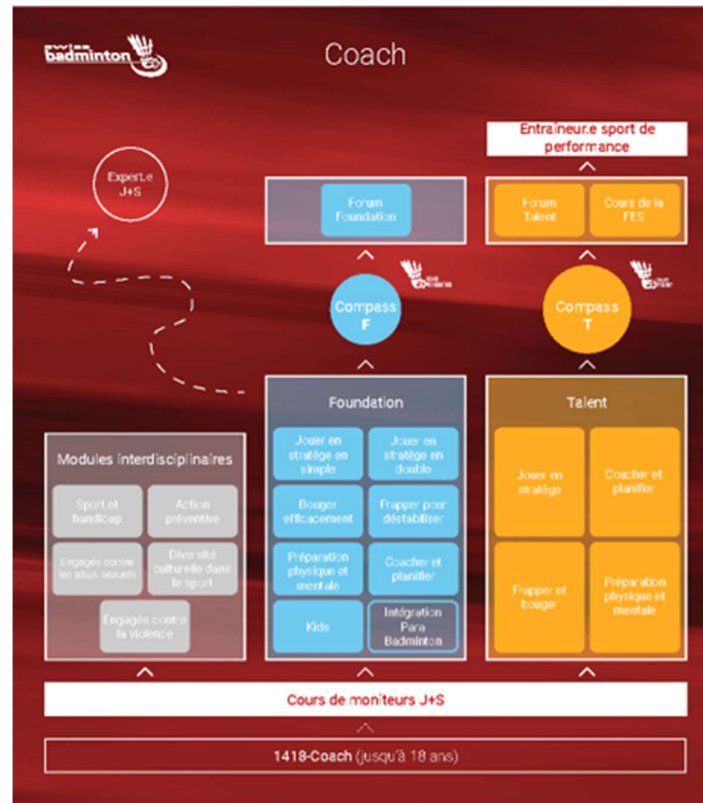 swiss
badminton
Coach
Entraîneur.e sport de
performance
Expert.e
J+S
Forum
Foundation
Forum
Talent
Cours de la
FES
Compass
F
Compass
T
Foundation
Talent
Modules interdisciplinaires
Jouer en
stratège en
simple
Jouer en
stratège en
double
Jouer en
stratège
Coacher et
planifier
Sport et
handicap
Action
préventive
Bouger
efficacement
Frapper pour
déstabiliser
Engagés contre
les abus sexuels
Diversité
culturelle dans
le sport
Préparation
physique et
mentale
Coacher et
planifier
Frapper et
bouger
Préparation
physique et
mentale
Engagés contre
la violence
Kids
Intégration
Para
Badminton
Cours de moniteurs J+S
1418-Coach (jusqu'à 18 ans)